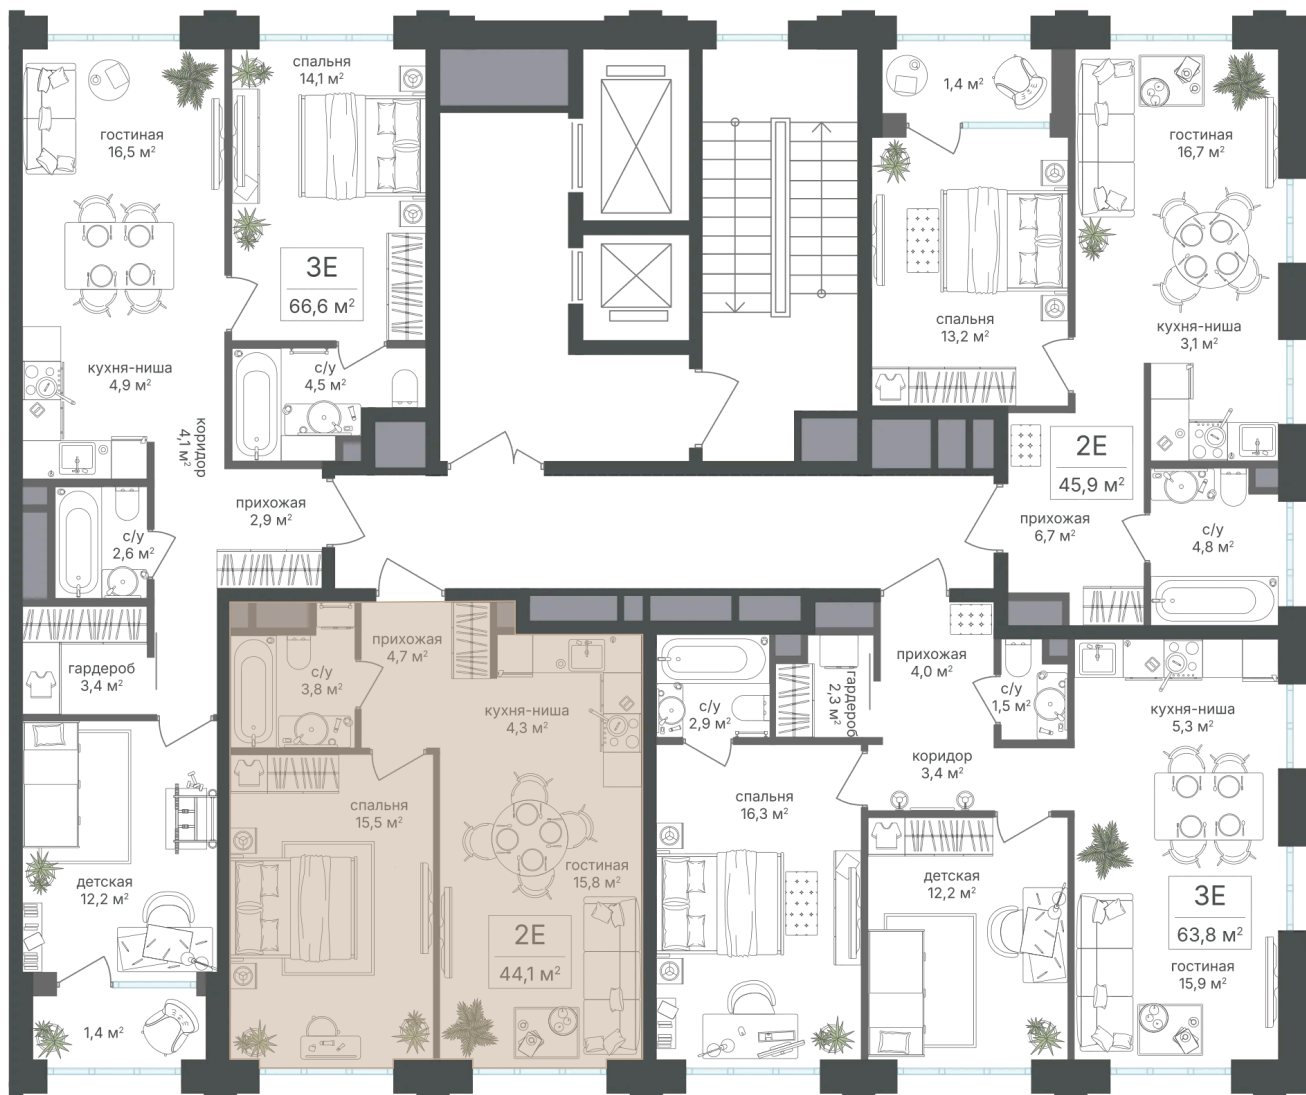 гостиная
16,5 м²
кухня-ниша
4,9 м²
коридор
4,1 м²
спальня
14,1 м²
3Е
66,6 м²
с/у
4,5 м²
прихожая
2,9 м²
с/у
2,6 м²
гардероб
3,4 м²
детская
12,2 м²
1,4 м²
1,4 м²
спальня
13,2 м²
гостиная
16,7 м²
кухня-ниша
3,1 м²
2Е
45,9 м²
прихожая
6,7 м²
с/у
4,8 м²
прихожая
4,7 м²
с/у
3,8 м²
кухня-ниша
4,3 м²
спальня
15,5 м²
гостиная
15,8 м²
2Е
44,1 м²
с/у
2,9 м²
гардероб
2,3 м²
прихожая
4,0 м²
с/у
1,5 м²
коридор
3,4 м²
спальня
16,3 м²
детская
12,2 м²
кухня-ниша
5,3 м²
3Е
63,8 м²
гостиная
15,9 м²